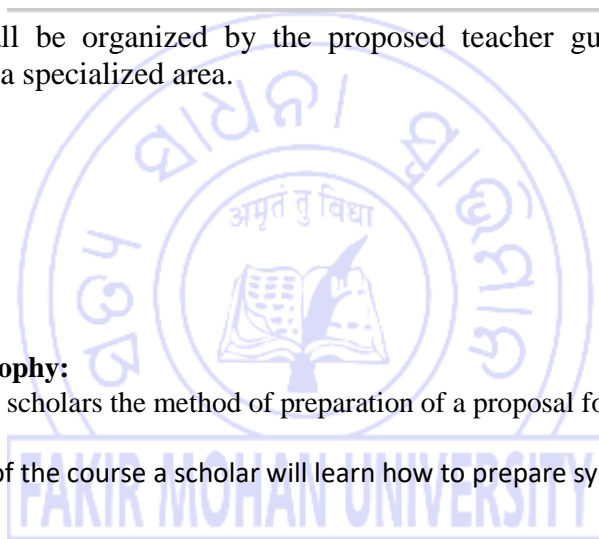 ll be organized by the proposed teacher gu
a specialized area.
ସାଧନା
अमृतं तु विधा
ophy:
scholars the method of preparation of a proposal fo
of the course a scholar will learn how to prepare sy
FAKIR MOHAN UNIVERSITY